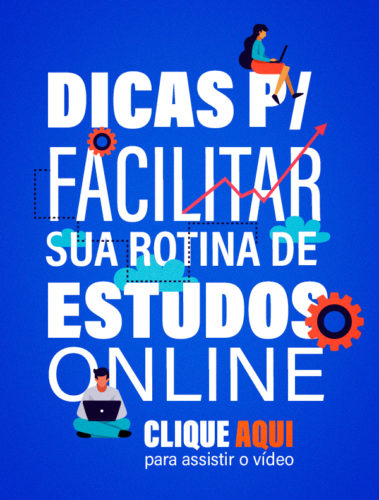 DICAS P/
FACILITAR
SUA ROTINA DE
ESTUDOS
ONLINE
CLIQUE AQUI
para assistir o vídeo